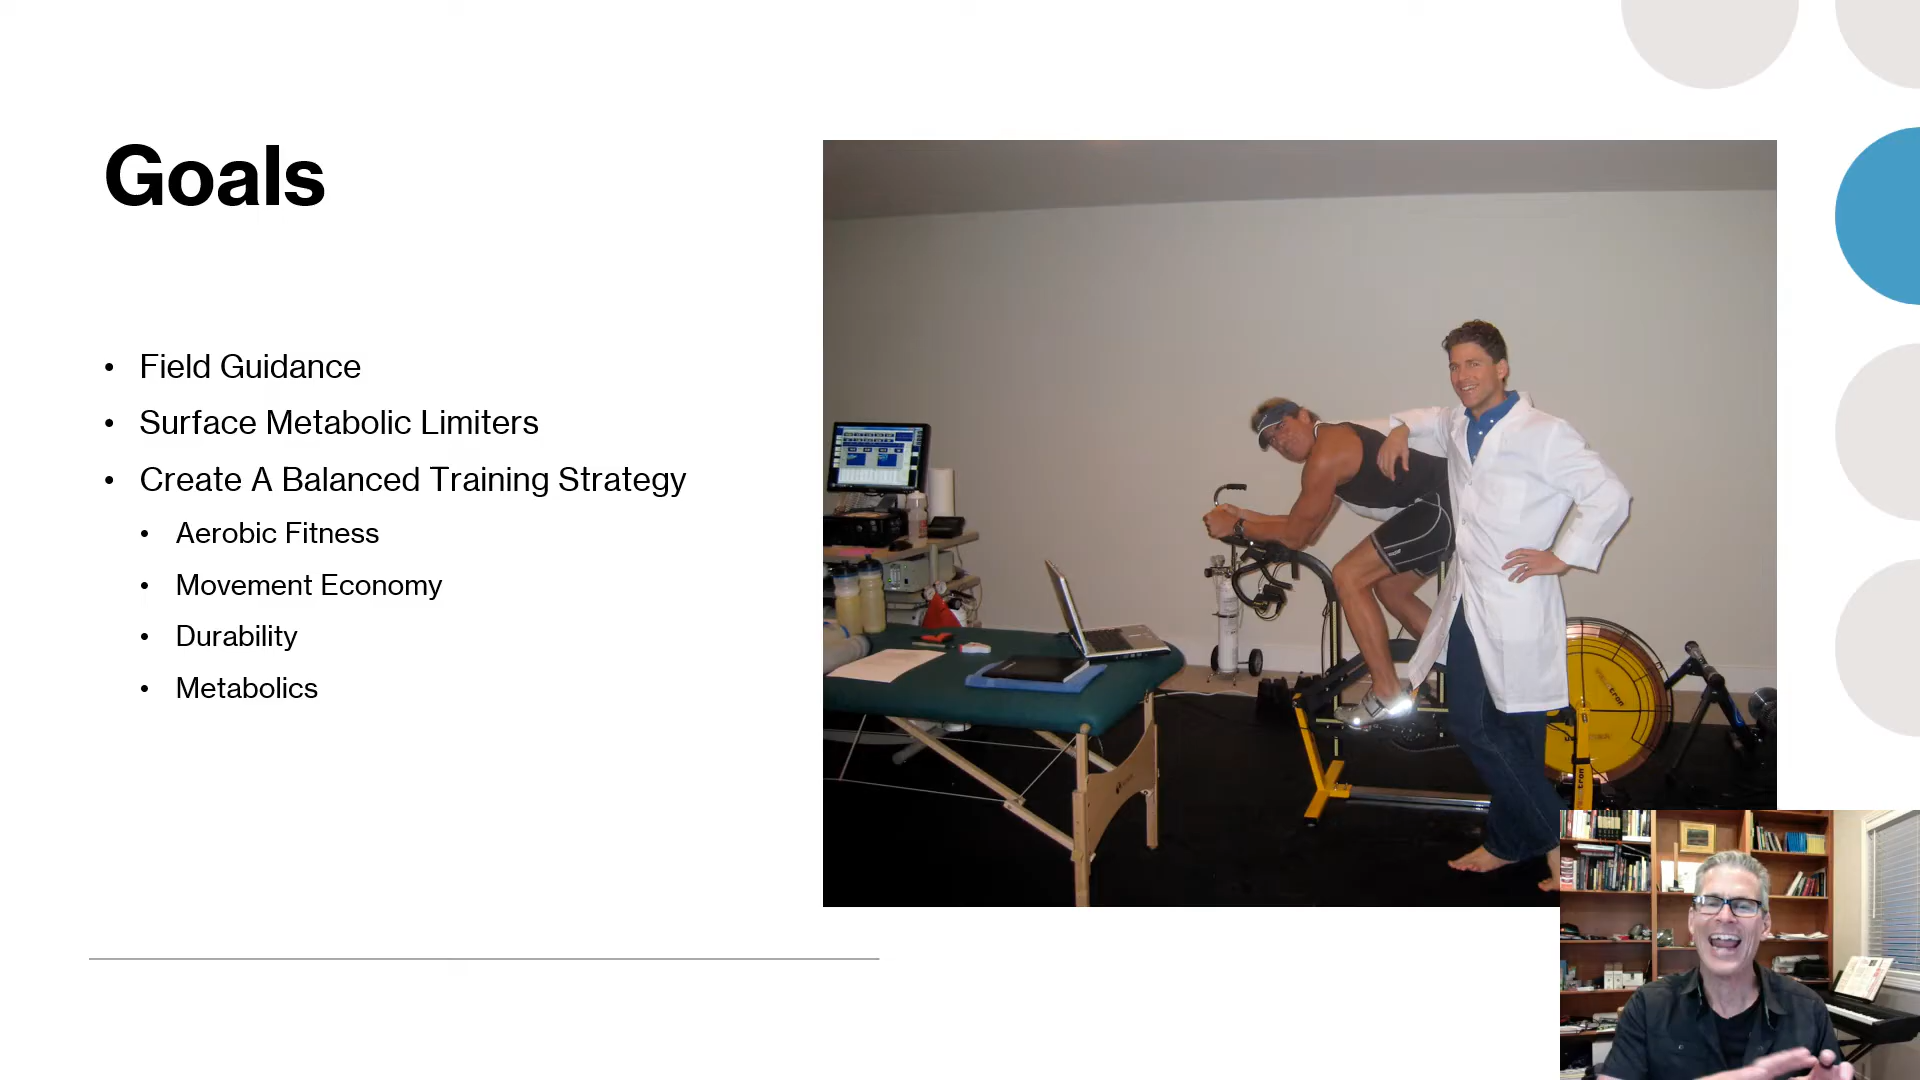 Goals
• Field Guidance
• Surface Metabolic Limiters
• Create A Balanced Training Strategy
• Aerobic Fitness
• Movement Economy
• Durability
• Metabolics